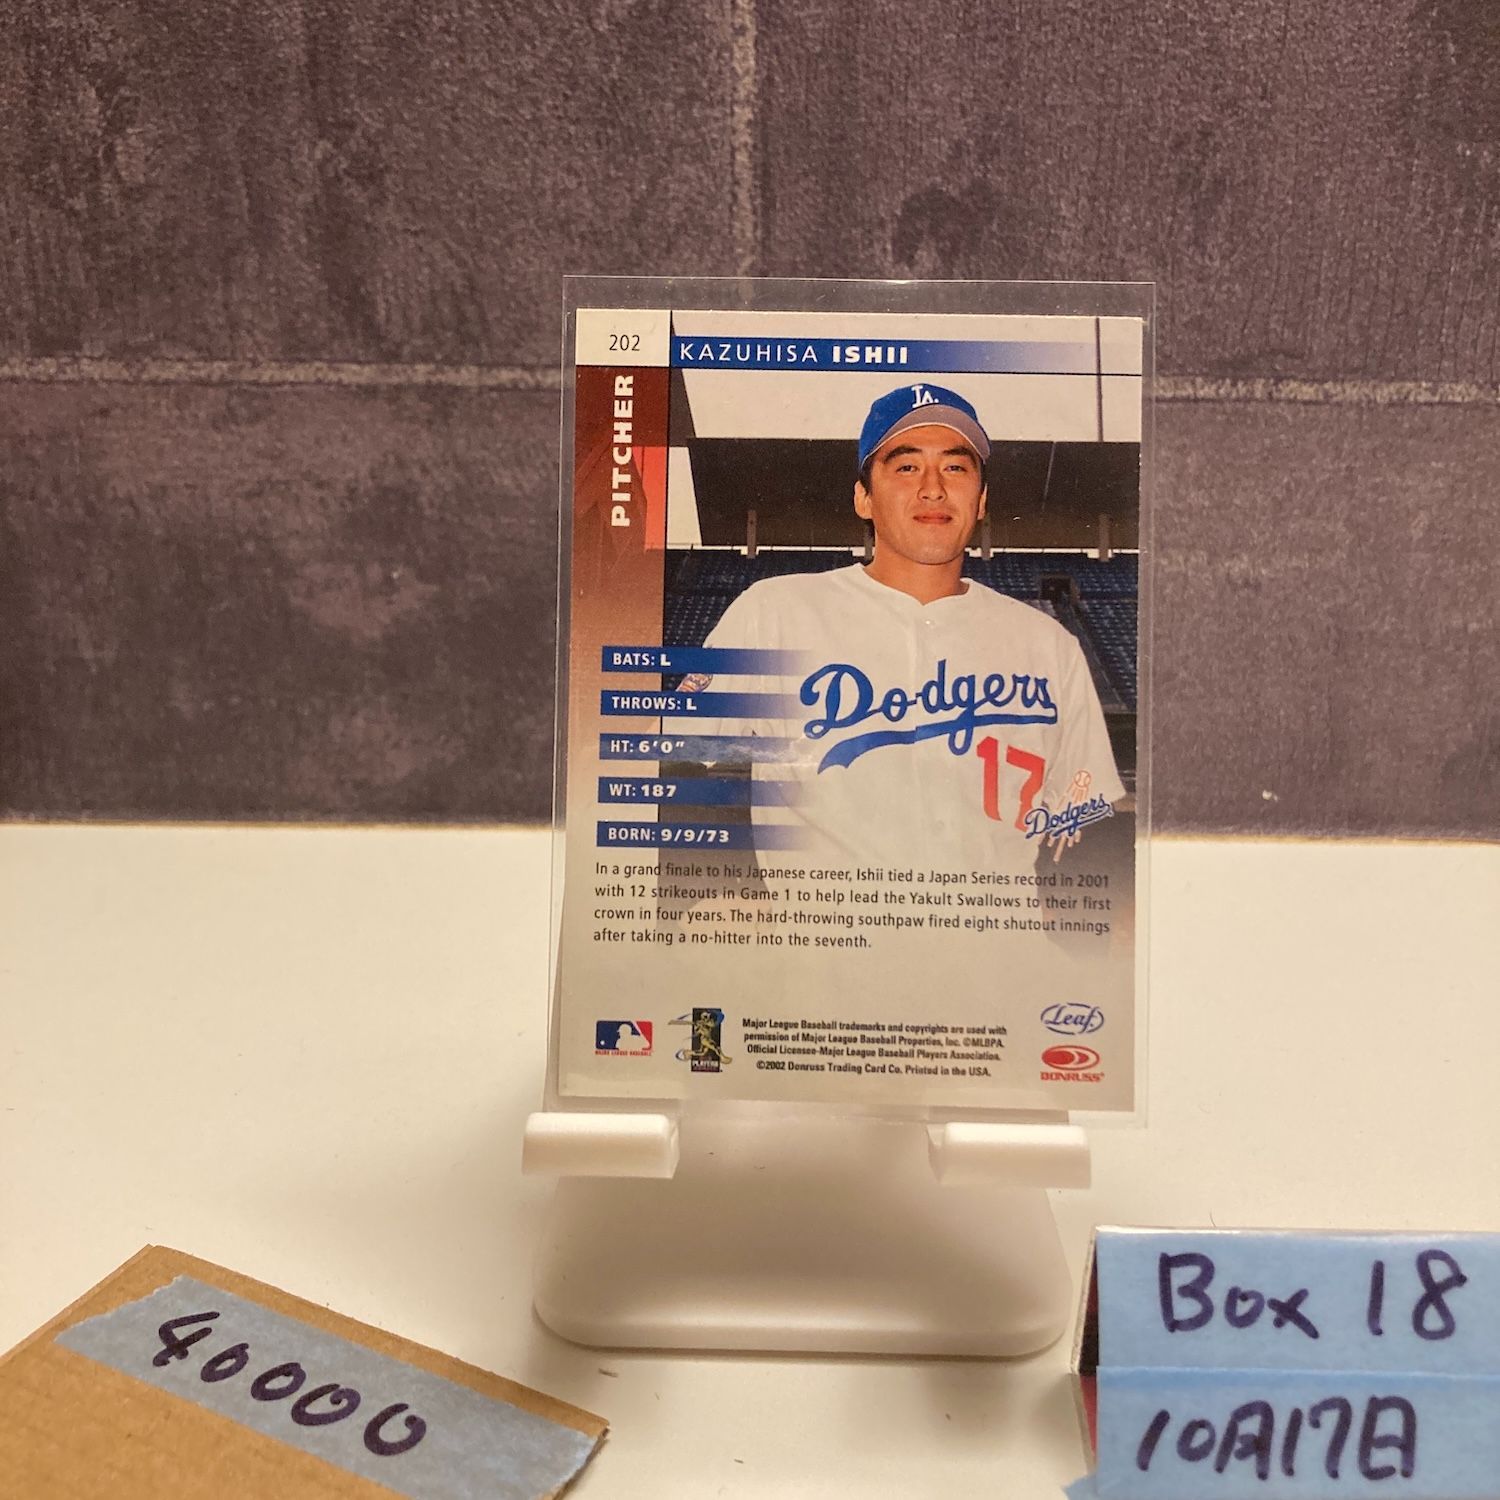 202
KAZUHISA ISHII
PITCHER
LA
BATS: L
THROWS: L
HT: 6'0"
WT: 187
BORN: 9/9/73
Dodgers
17
Dodgers
In a grand finale to his Japanese career, Ishii tied a Japan Series record in 2001
with 12 strikeouts in Game 1 to help lead the Yakult Swallows to their first
crown in four years. The hard-throwing southpaw fired eight shutout innings
after taking a no-hitter into the seventh.
MAJOR LEAGUE BASEBALL
PLAYERS
Major League Baseball trademarks and copyrights are used with
permission of Major League Baseball Properties, Inc. ©MLBPA
Official Licensee-Major League Baseball Players Association.
©2002 Donruss Trading Card Co. Printed in the USA.
Leaf
DONRUSS
40000
Box 18
10月17日